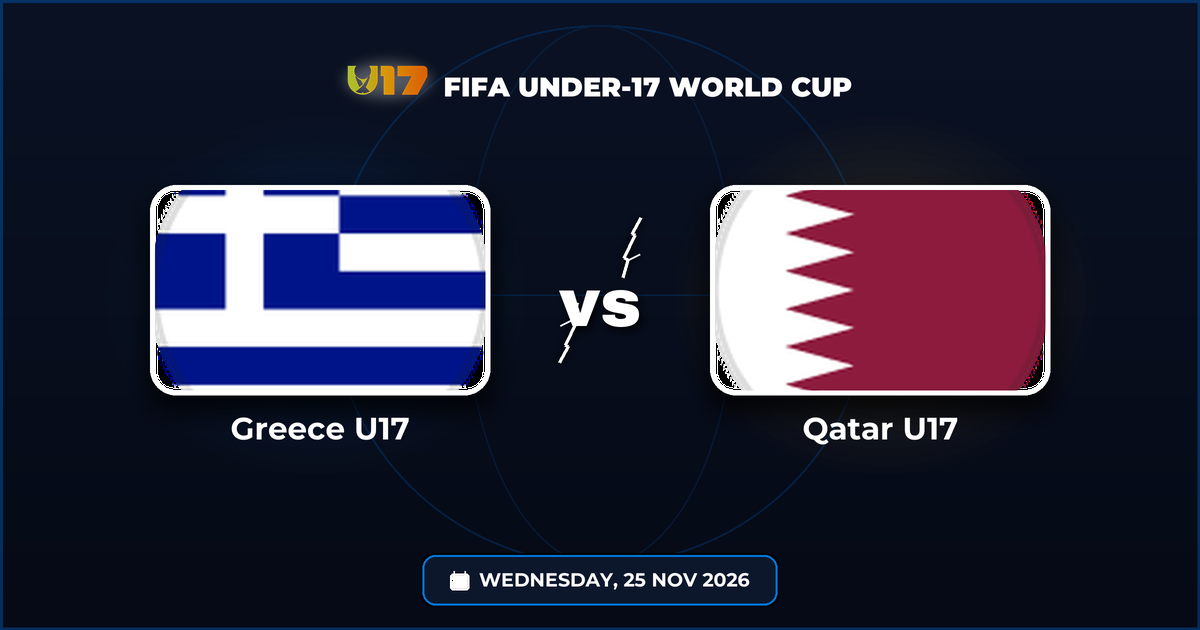 U17 FIFA UNDER-17 WORLD CUP
VS
Greece U17
Qatar U17
WEDNESDAY, 25 NOV 2026